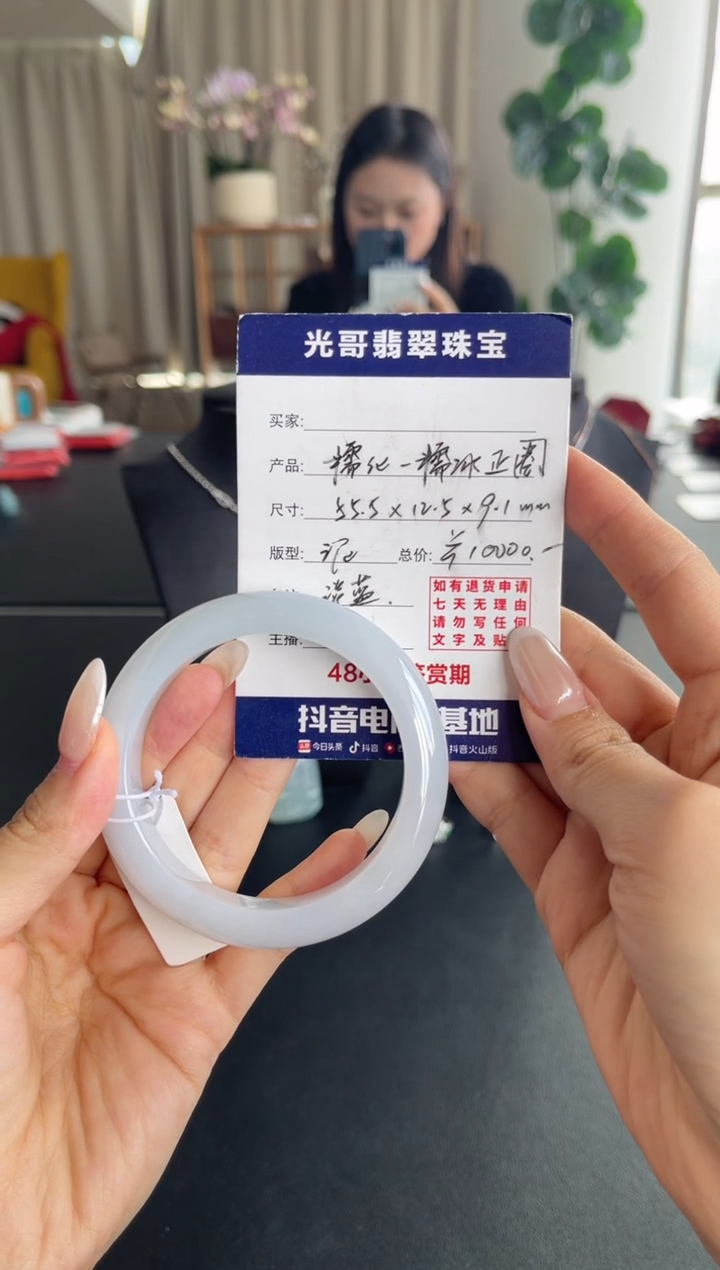 光哥翡翠珠宝
买家:
产品: 糯化-糯冰正圈
尺寸: 55.5×12.5×9.1mm
版型: 总价: ¥10000.-
淡蓝.
主播:
如有退货申请
七天无理由
请勿写任何
文字及贴
48 鉴赏期
抖音电 基地
今日头条 抖音 抖音火山版